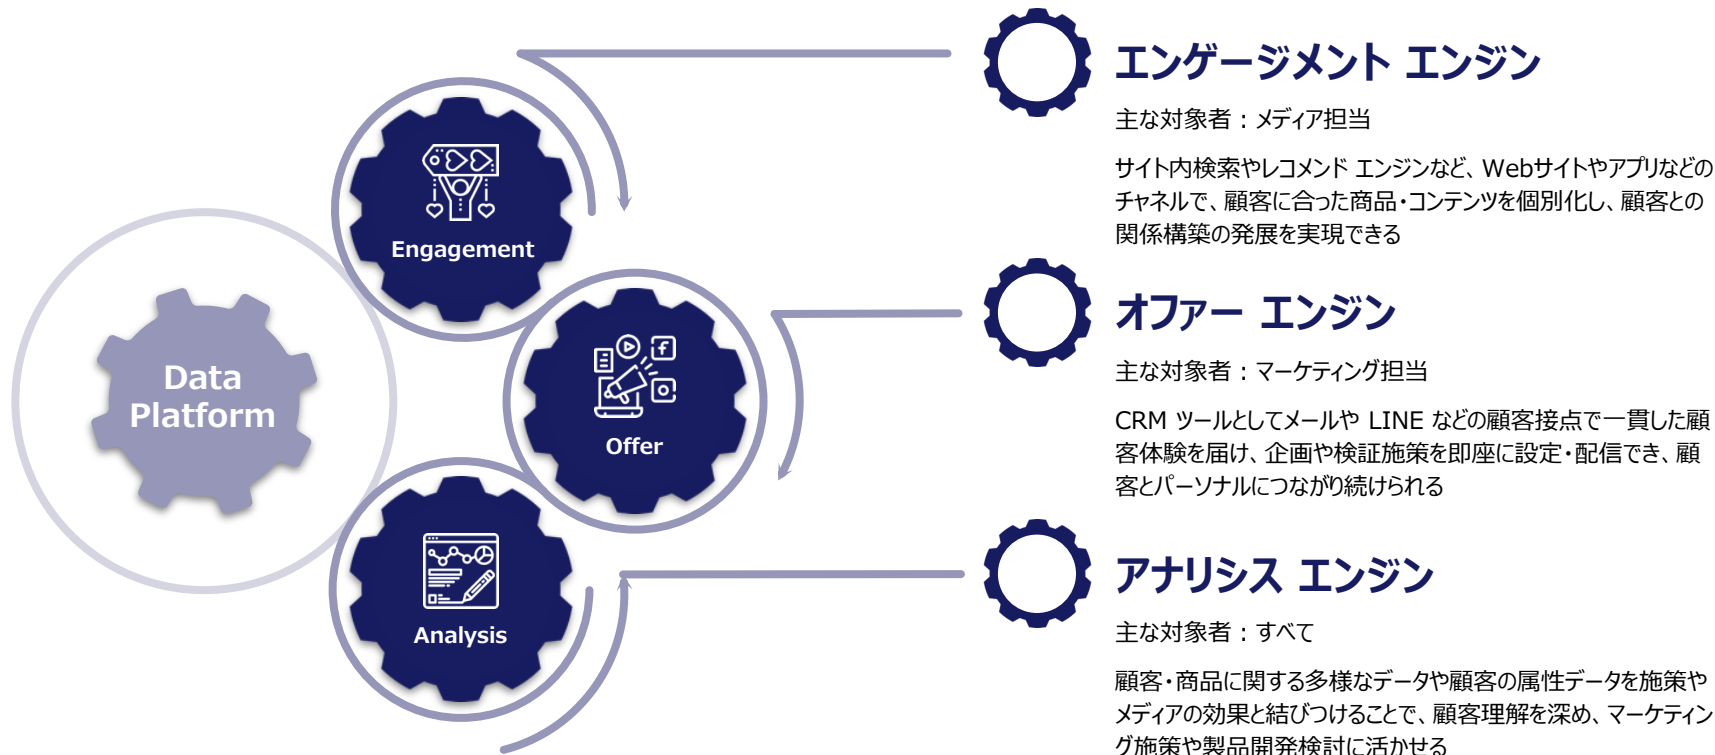 Data
Platform
Engagement
Offer
Analysis
エンゲージメント エンジン
主な対象者：メディア担当
サイト内検索やレコメンド エンジンなど、Webサイトやアプリなどの
チャネルで、顧客に合った商品・コンテンツを個別化し、顧客との
関係構築の発展を実現できる
オファー エンジン
主な対象者：マーケティング担当
CRM ツールとしてメールや LINE などの顧客接点で一貫した顧
客体験を届け、企画や検証施策を即座に設定・配信でき、顧
客とパーソナルにつながり続けられる
アナリシス エンジン
主な対象者：すべて
顧客・商品に関する多様なデータや顧客の属性データを施策や
メディアの効果と結びつけることで、顧客理解を深め、マーケティン
グ施策や製品開発検討に活かせる